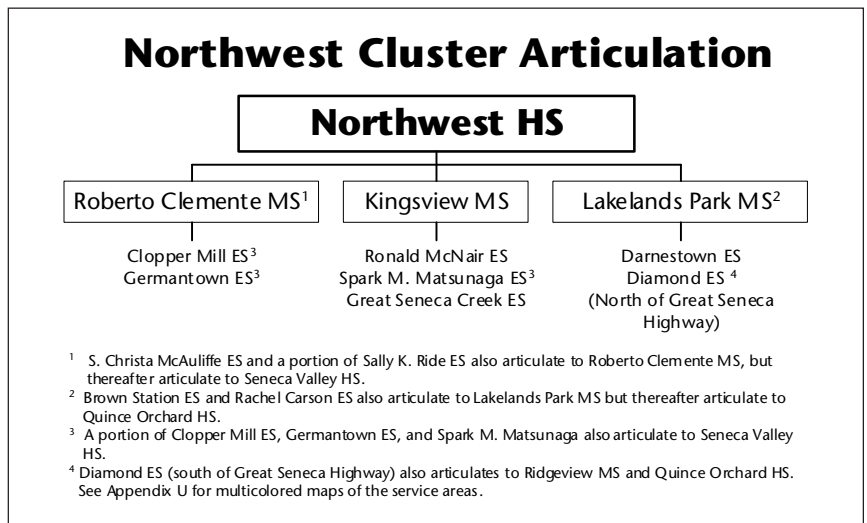 Northwest Cluster Articulation
Northwest HS
Roberto Clemente MS¹
Kingsview MS
Lakelands Park MS²
Clopper Mill ES³
Germantown ES³
Ronald McNair ES
Spark M. Matsunaga ES³
Great Seneca Creek ES
Darnestown ES
Diamond ES ⁴
(North of Great Seneca
Highway)
¹ S. Christa McAuliffe ES and a portion of Sally K. Ride ES also articulate to Roberto Clemente MS, but
thereafter articulate to Seneca Valley HS.
² Brown Station ES and Rachel Carson ES also articulate to Lakelands Park MS but thereafter articulate to
Quince Orchard HS.
³ A portion of Clopper Mill ES, Germantown ES, and Spark M. Matsunaga also articulate to Seneca Valley
HS.
⁴ Diamond ES (south of Great Seneca Highway) also articulates to Ridgeview MS and Quince Orchard HS.
See Appendix U for multicolored maps of the service areas.